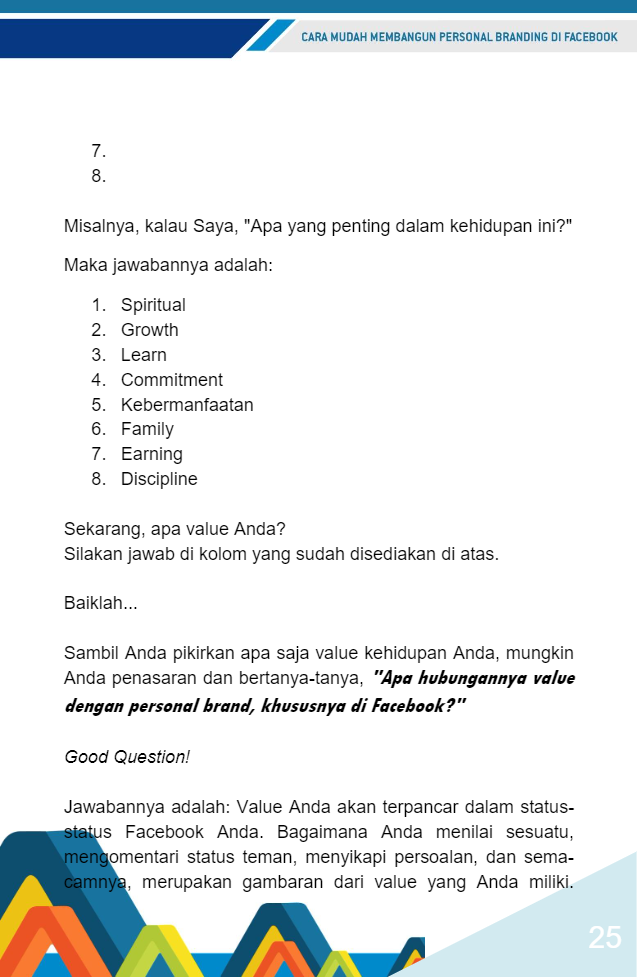 CARA MUDAH MEMBANGUN PERSONAL BRANDING DI FACEBOOK
7.
8.
Misalnya, kalau Saya, "Apa yang penting dalam kehidupan ini?"
Maka jawabannya adalah:
1. Spiritual
2. Growth
3. Learn
4. Commitment
5. Kebermanfaatan
6. Family
7. Earning
8. Discipline
Sekarang, apa value Anda?
Silakan jawab di kolom yang sudah disediakan di atas.
Baiklah...
Sambil Anda pikirkan apa saja value kehidupan Anda, mungkin
Anda penasaran dan bertanya-tanya, "Apa hubungannya value
dengan personal brand, khususnya di Facebook?"
Good Question!
Jawabannya adalah: Value Anda akan terpancar dalam status-
status Facebook Anda. Bagaimana Anda menilai sesuatu,
mengomentari status teman, menyikapi persoalan, dan sema-
camnya, merupakan gambaran dari value yang Anda miliki.
25